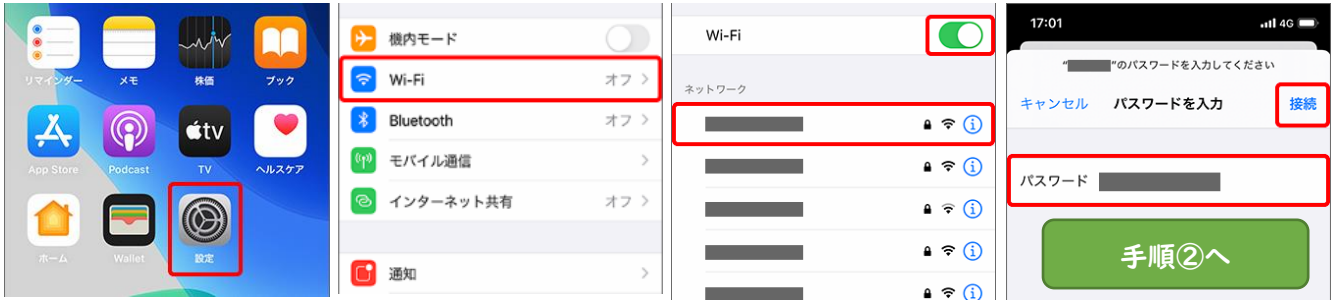 リマインダー
メモ
株価
ブック
App Store
Podcast
tv
TV
ヘルスケア
ホーム
Wallet
設定
機内モード
Wi-Fi
オフ
Bluetooth
オフ
モバイル通信
インターネット共有
オフ
通知
Wi-Fi
ネットワーク
17:01
4G
“ ”のパスワードを入力してください
キャンセル パスワードを入力 接続
パスワード
手順②へ